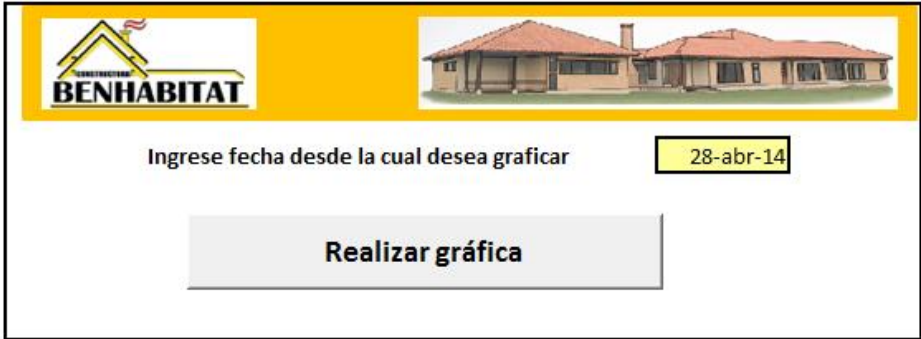 CONSTRUCTORA
BENHABITAT
Ingrese fecha desde la cual desea graficar 28-abr-14
Realizar gráfica